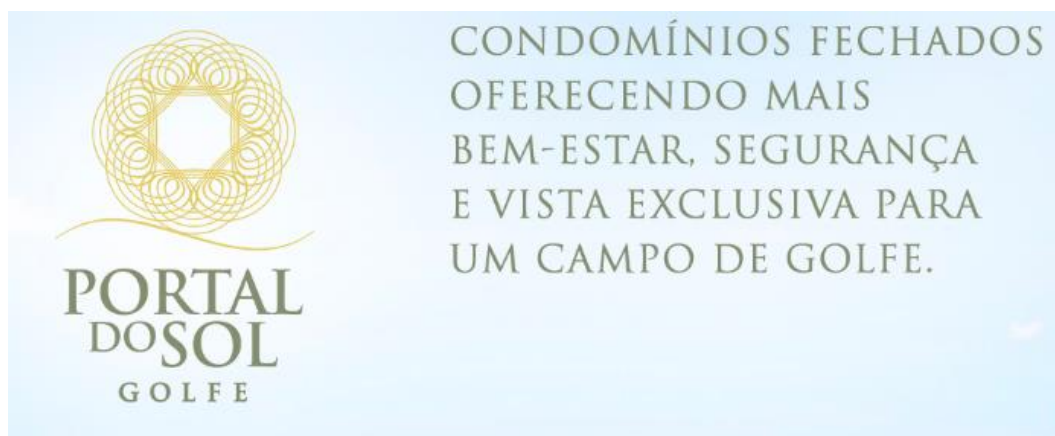 CONDOMÍNIOS FECHADOS
OFERECENDO MAIS
BEM-ESTAR, SEGURANÇA
E VISTA EXCLUSIVA PARA
UM CAMPO DE GOLFE.
PORTAL
DO SOL
GOLFE